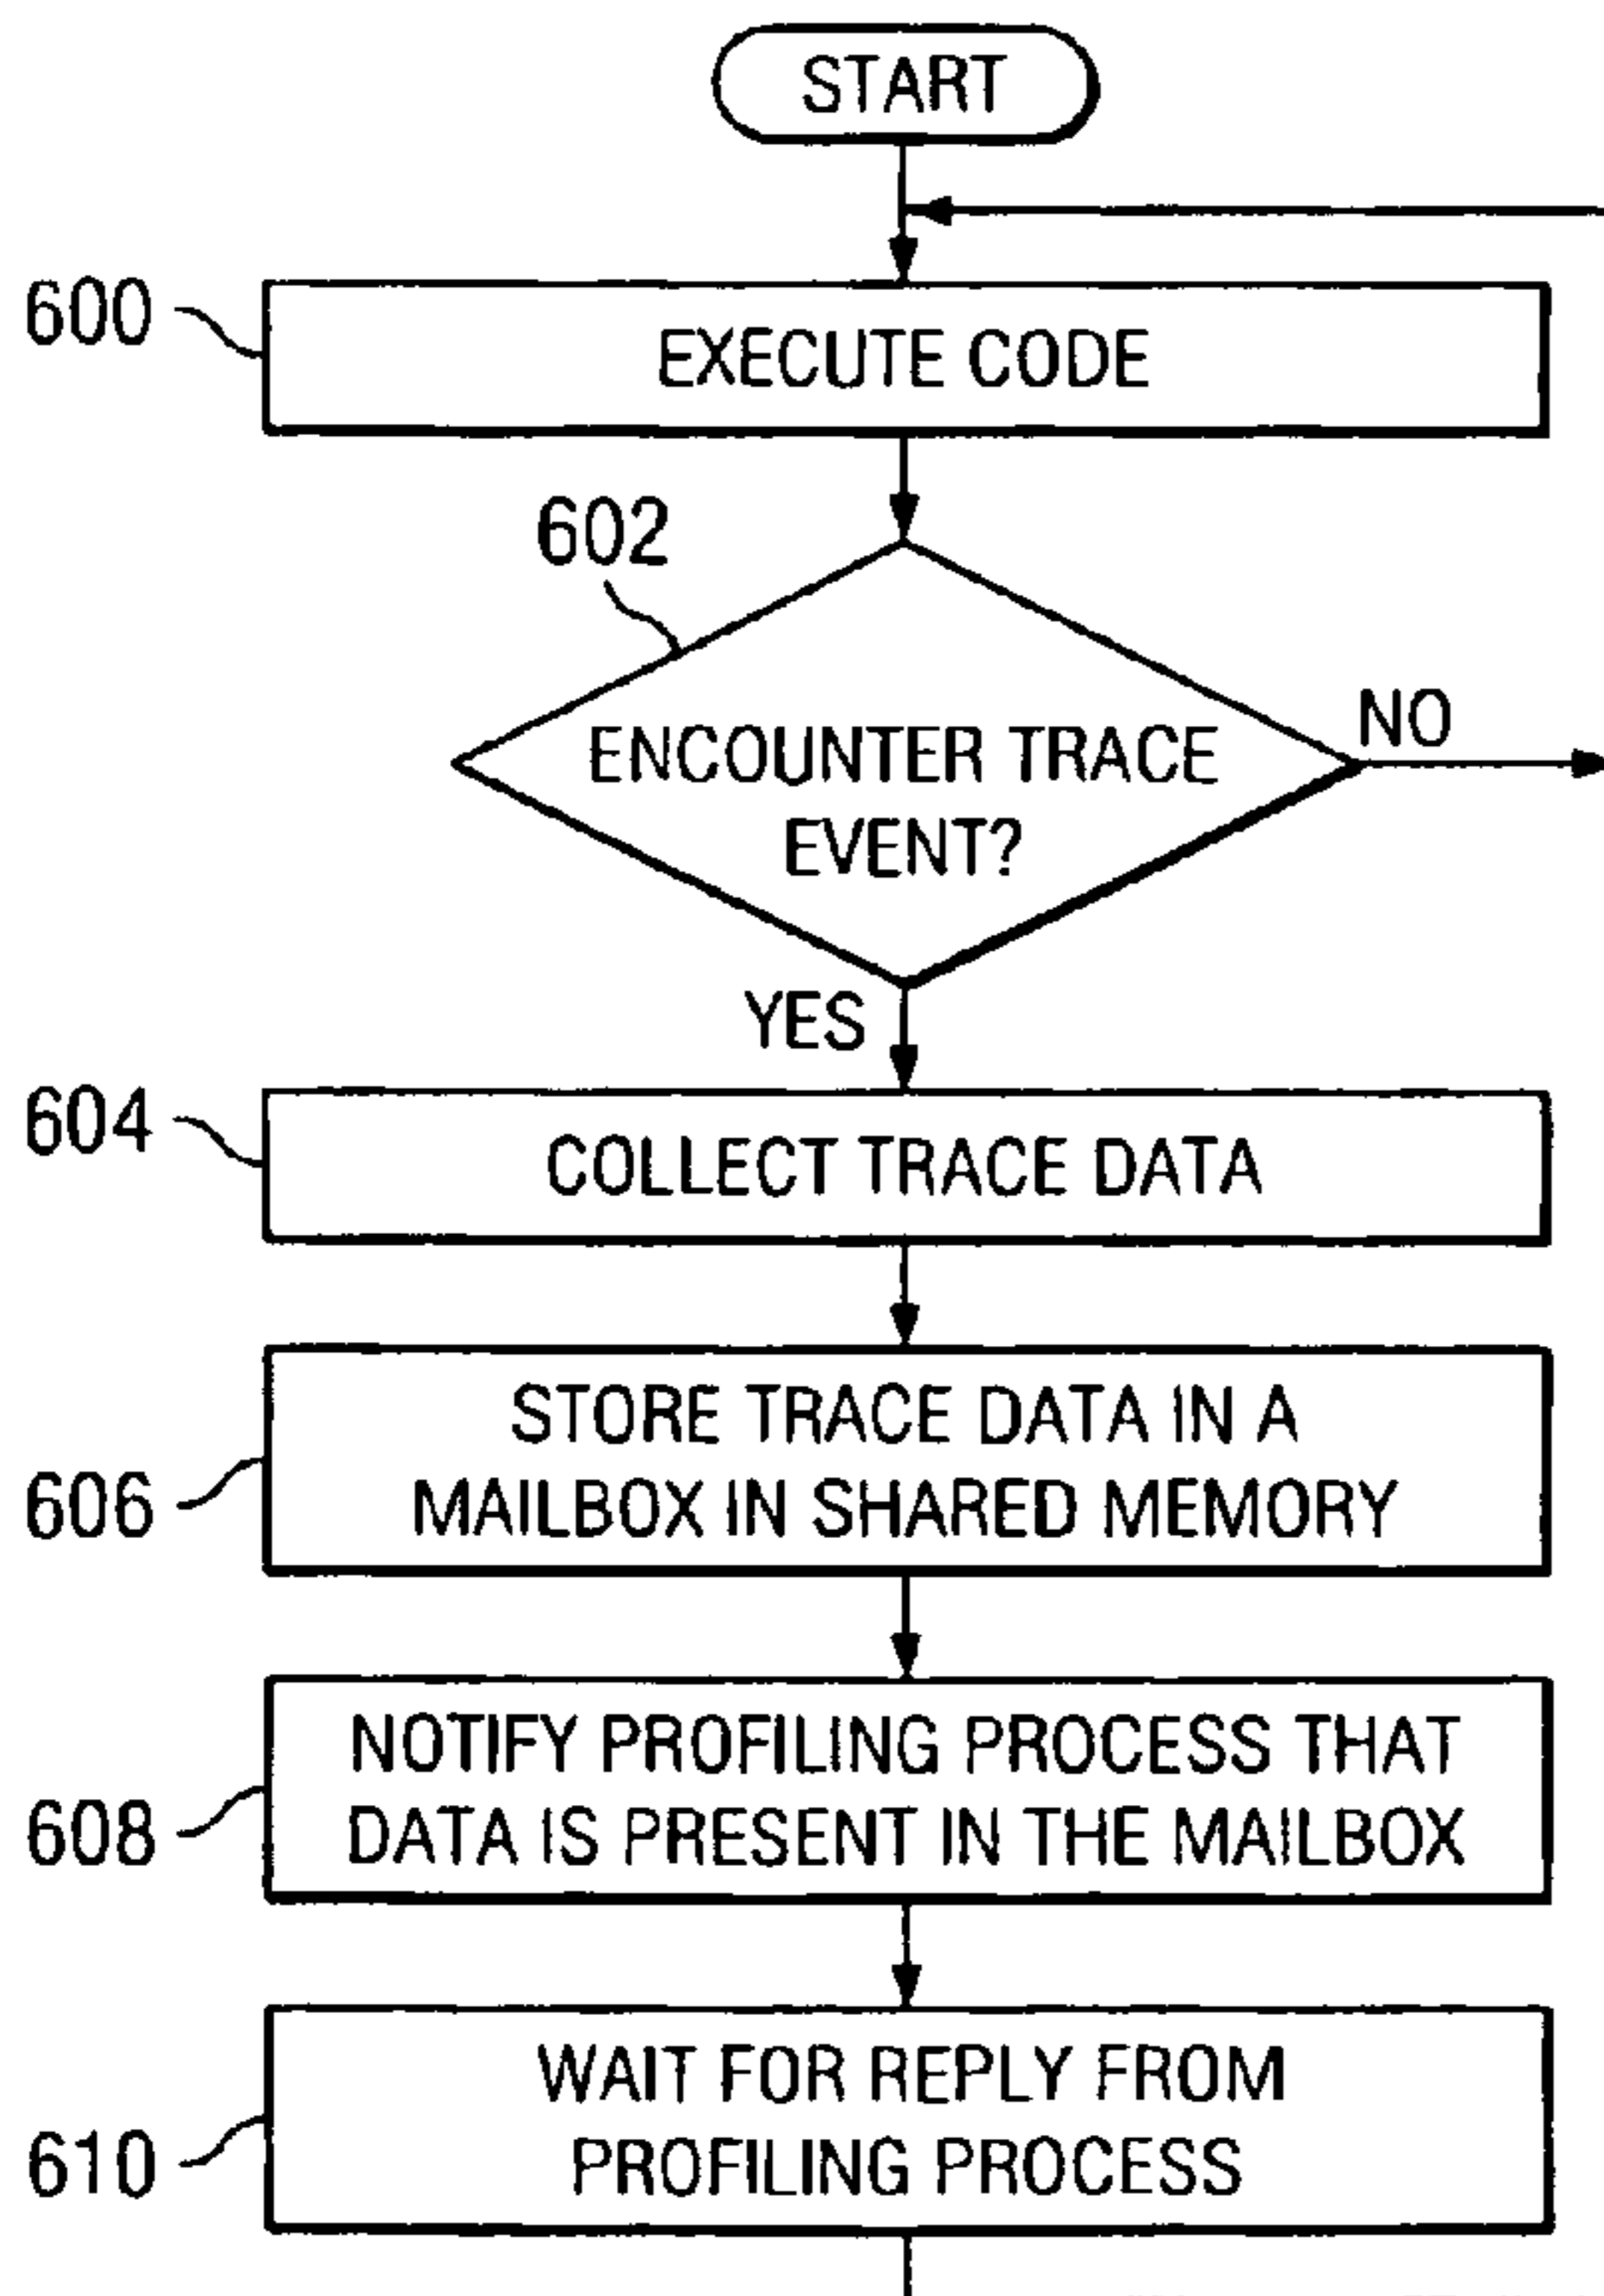 START
600
EXECUTE CODE
602
ENCOUNTER TRACE
EVENT?
NO
YES
604
COLLECT TRACE DATA
606
STORE TRACE DATA IN A
MAILBOX IN SHARED MEMORY
608
NOTIFY PROFILING PROCESS THAT
DATA IS PRESENT IN THE MAILBOX
610
WAIT FOR REPLY FROM
PROFILING PROCESS